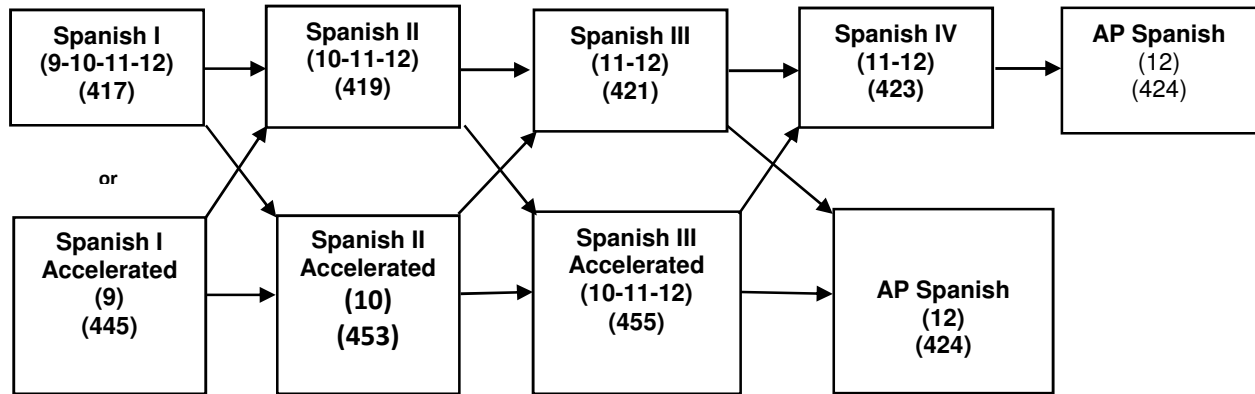 Spanish I
(9-10-11-12)
(417)
Spanish II
(10-11-12)
(419)
Spanish III
(11-12)
(421)
Spanish IV
(11-12)
(423)
AP Spanish
(12)
(424)
or
Spanish I
Accelerated
(9)
(445)
Spanish II
Accelerated
(10)
(453)
Spanish III
Accelerated
(10-11-12)
(455)
AP Spanish
(12)
(424)